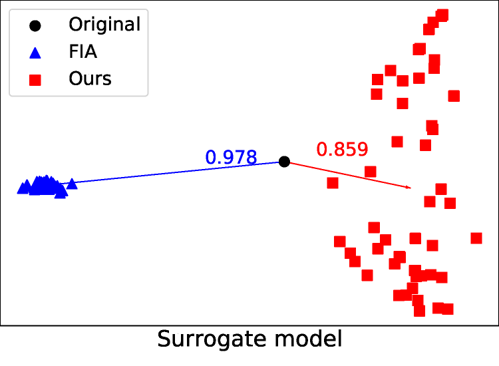 Original
FIA
Ours
0.978
0.859
Surrogate model